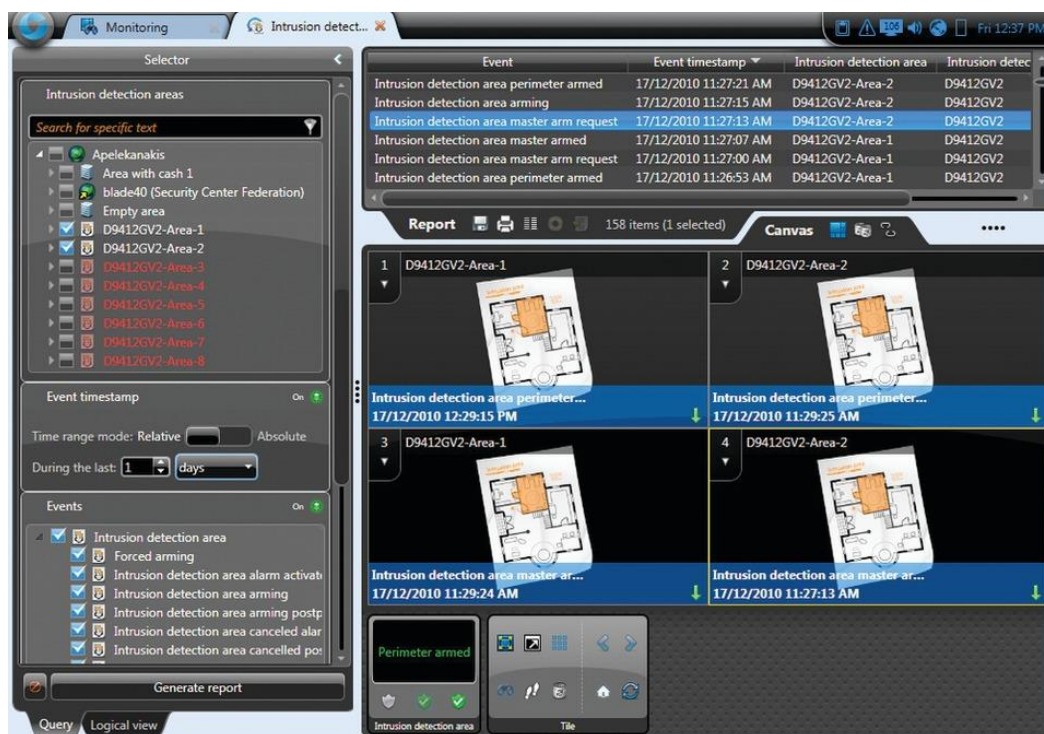 Monitoring
Intrusion detect...
106
Fri 12:37 PM
Selector
Intrusion detection areas
Search for specific text
Apelekanakis
Area with cash 1
blade40 (Security Center Federation)
Empty area
D9412GV2-Area-1
D9412GV2-Area-2
D9412GV2-Area-3
D9412GV2-Area-4
D9412GV2-Area-5
D9412GV2-Area-6
D9412GV2-Area-7
D9412GV2-Area-8
Event timestamp On
Time range mode: Relative Absolute
During the last: 1 days
Events On
Intrusion detection area
Forced arming
Intrusion detection area alarm activat
Intrusion detection area arming
Intrusion detection area arming postp
Intrusion detection area canceled alar
Intrusion detection area cancelled pos
Generate report
Query Logical view
Event Event timestamp Intrusion detection area Intrusion detec
Intrusion detection area perimeter armed 17/12/2010 11:27:21 AM D9412GV2-Area-2 D9412GV2
Intrusion detection area arming 17/12/2010 11:27:15 AM D9412GV2-Area-2 D9412GV2
Intrusion detection area master arm request 17/12/2010 11:27:13 AM D9412GV2-Area-2 D9412GV2
Intrusion detection area master armed 17/12/2010 11:27:07 AM D9412GV2-Area-1 D9412GV2
Intrusion detection area master arm request 17/12/2010 11:27:00 AM D9412GV2-Area-1 D9412GV2
Intrusion detection area perimeter armed 17/12/2010 11:26:53 AM D9412GV2-Area-1 D9412GV2
Report 158 items (1 selected) Canvas
1 D9412GV2-Area-1
Intrusion detection area perimeter...
17/12/2010 12:29:15 PM
2 D9412GV2-Area-2
Intrusion detection area perimeter...
17/12/2010 11:29:25 AM
3 D9412GV2-Area-1
Intrusion detection area master ar...
17/12/2010 11:29:24 AM
4 D9412GV2-Area-2
Intrusion detection area master ar...
17/12/2010 11:27:13 AM
Perimeter armed
Intrusion detection area
Tile